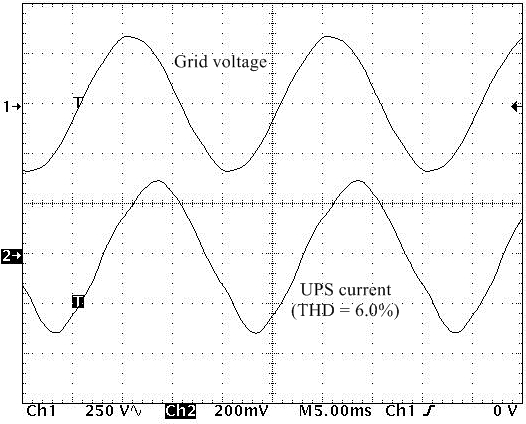 Grid voltage
1→
T
2→
T
UPS current
(THD = 6.0%)
Ch1 250 V∿ Ch2 200mV M5.00ms Ch1 ƒ 0 V